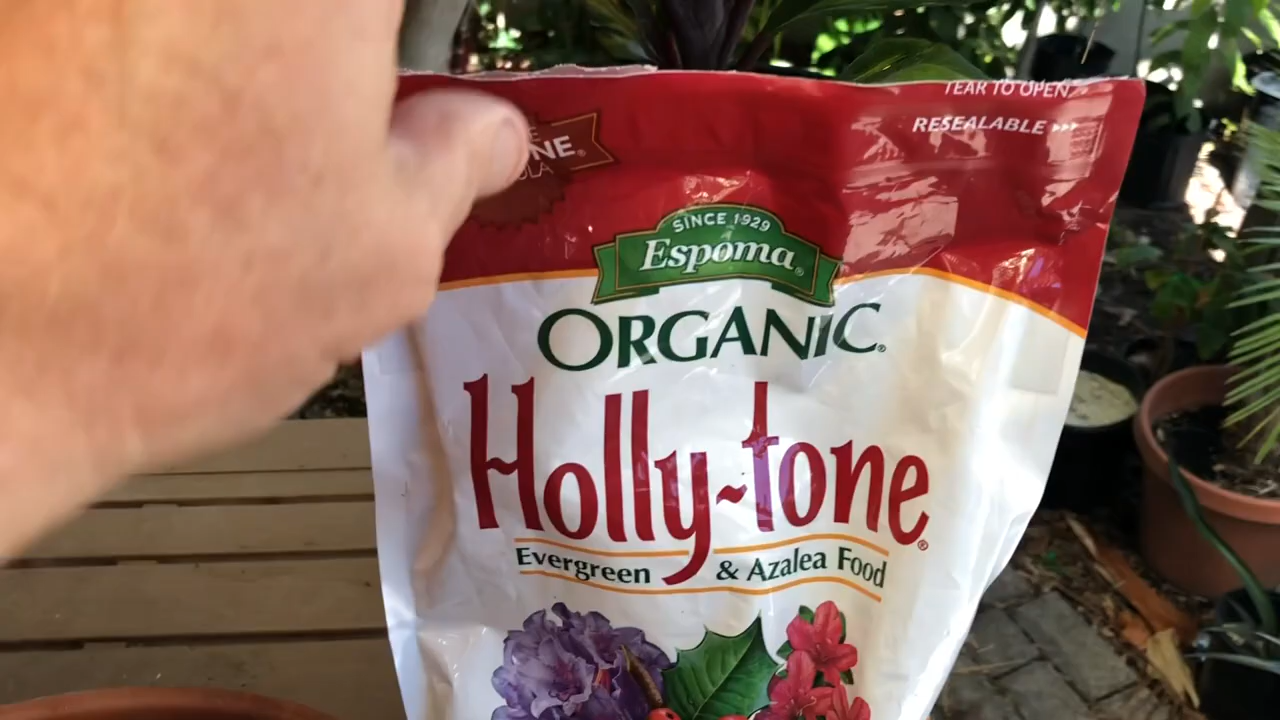 TEAR TO OPEN
RESEALABLE
SINCE 1929
Espoma®
ORGANIC®
Holly-tone®
Evergreen & Azalea Food